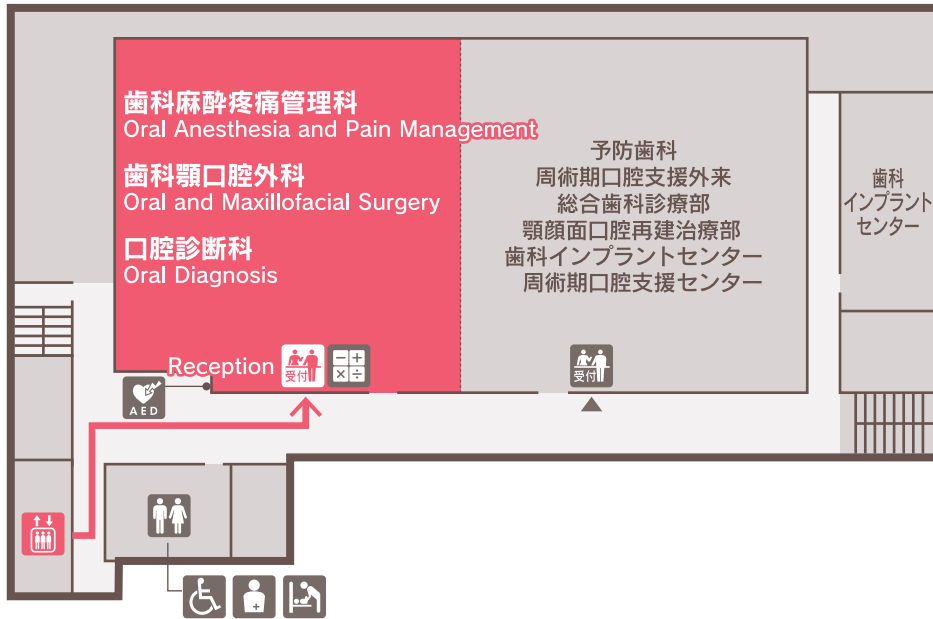 歯科麻酔疼痛管理科
Oral Anesthesia and Pain Management
歯科顎口腔外科
Oral and Maxillofacial Surgery
口腔診断科
Oral Diagnosis
Reception
受付
− +
× ÷
AED
予防歯科
周術期口腔支援外来
総合歯科診療部
顎顔面口腔再建治療部
歯科インプラントセンター
周術期口腔支援センター
受付
歯科
インプラント
センター